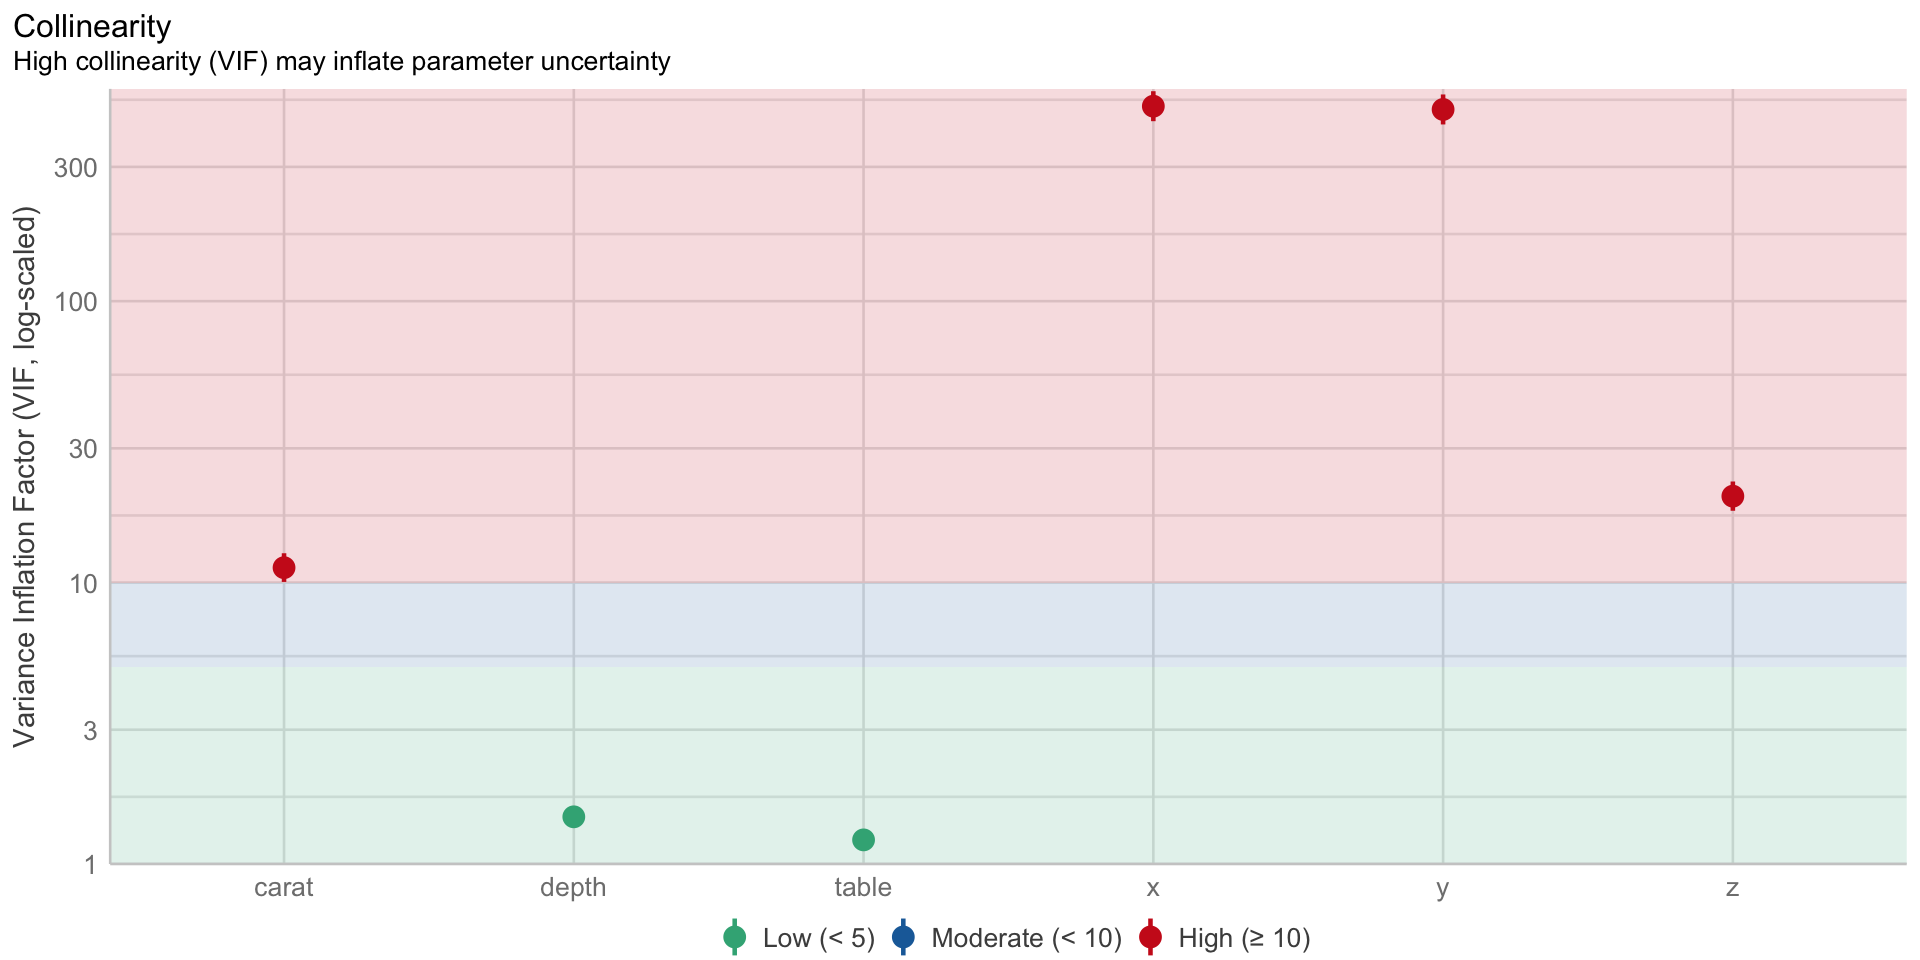 Collinearity
High collinearity (VIF) may inflate parameter uncertainty
Variance Inflation Factor (VIF, log-scaled)
300
100
30
10
3
1
carat depth table x y z
Low (< 5) Moderate (< 10) High (≥ 10)